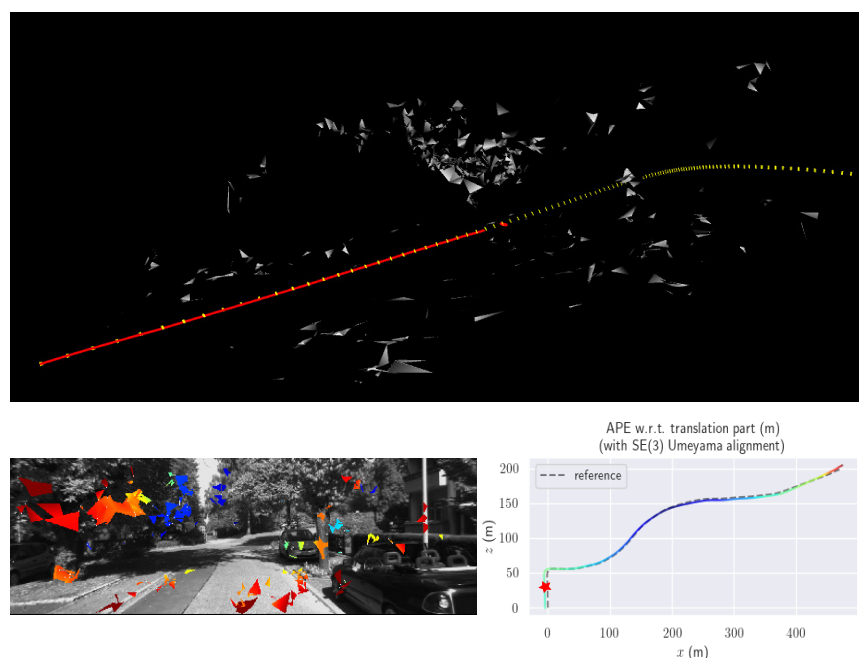 APE w.r.t. translation part (m)
(with SE(3) Umeyama alignment)
reference
200
150
100
50
0
z (m)
0
100
200
300
400
x (m)